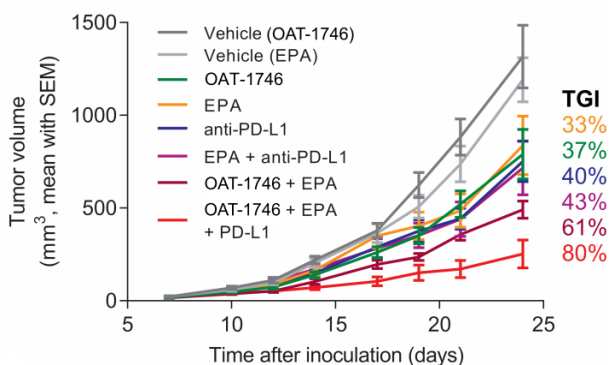 1500
1000
500
0
5
10
15
20
25
Tumor volume
(mm³, mean with SEM)
Time after inoculation (days)
Vehicle (OAT-1746)
Vehicle (EPA)
OAT-1746
EPA
anti-PD-L1
EPA + anti-PD-L1
OAT-1746 + EPA
OAT-1746 + EPA
+ PD-L1
TGI
33%
37%
40%
43%
61%
80%